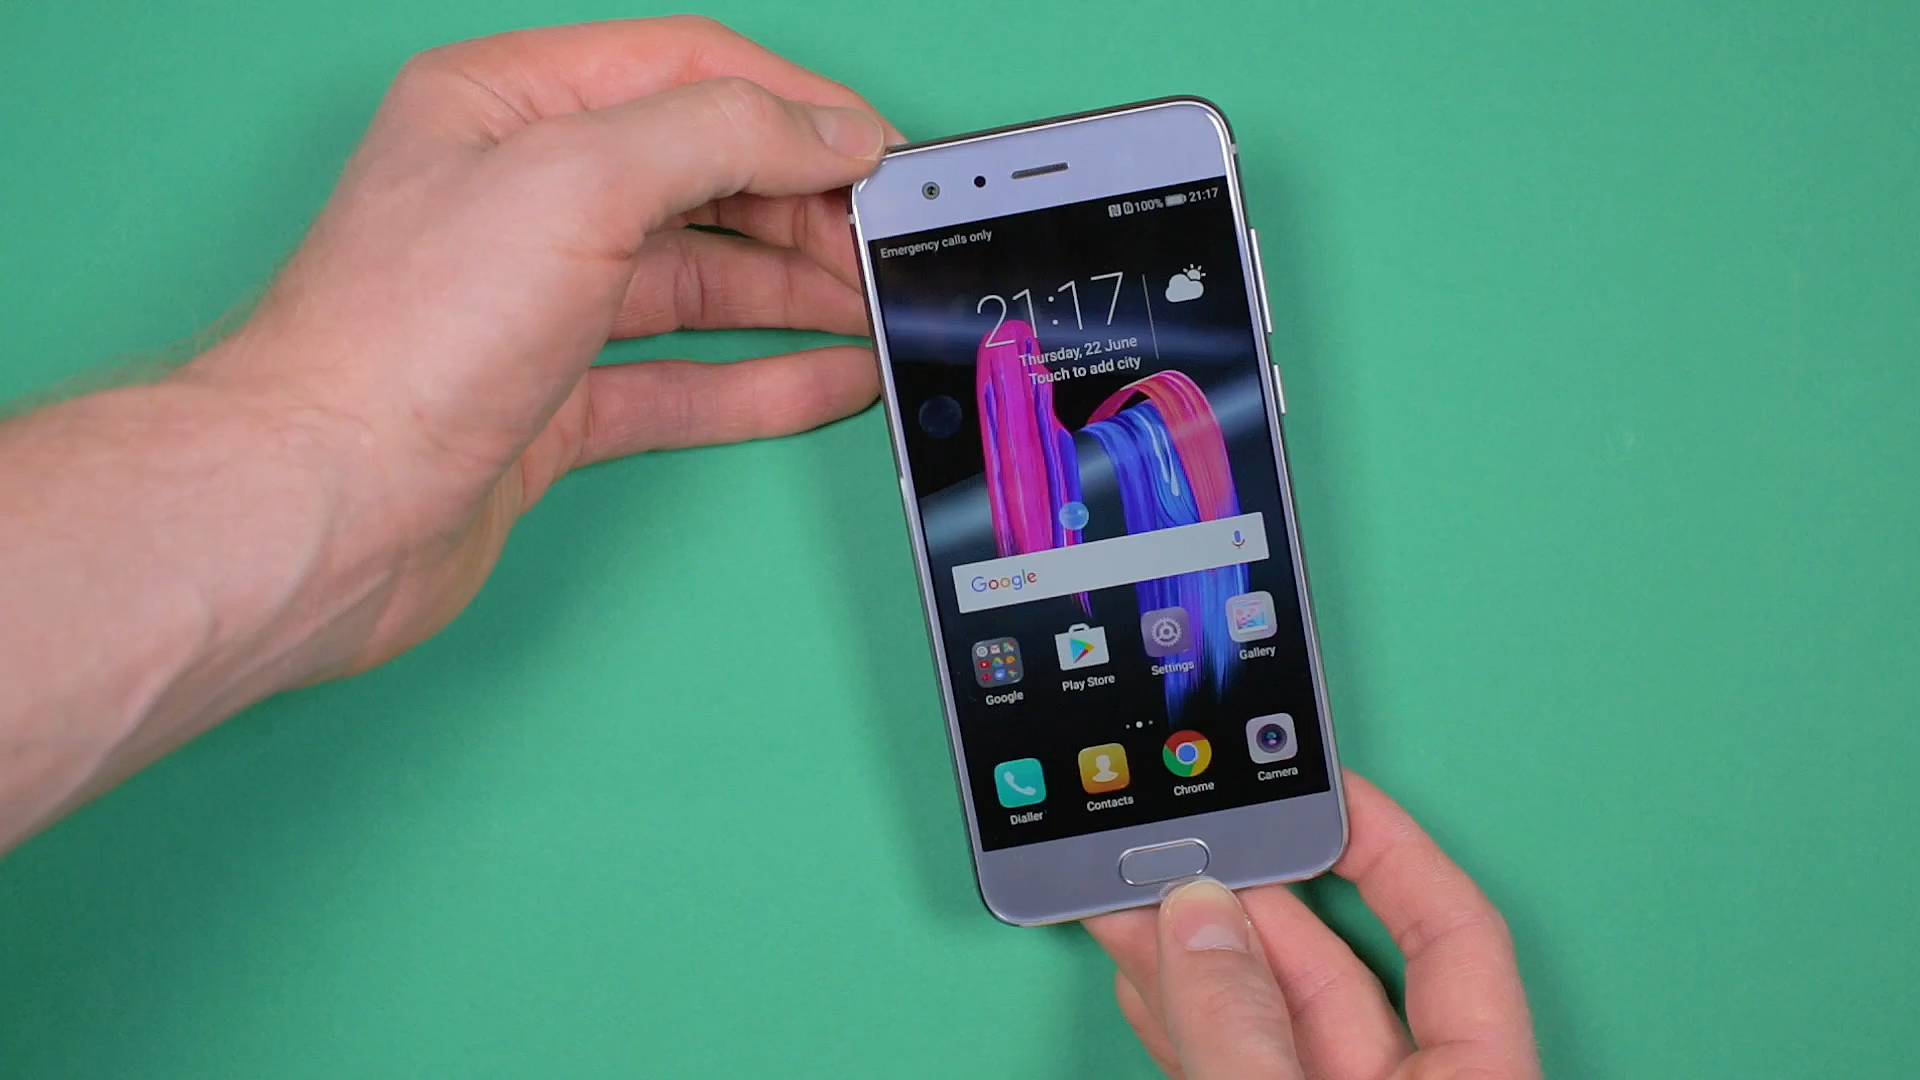 100% 21:17
Emergency calls only
21:17
Thursday, 22 June
Touch to add city
Google
Google
Play Store
Settings
Gallery
Dialler
Contacts
Chrome
Camera